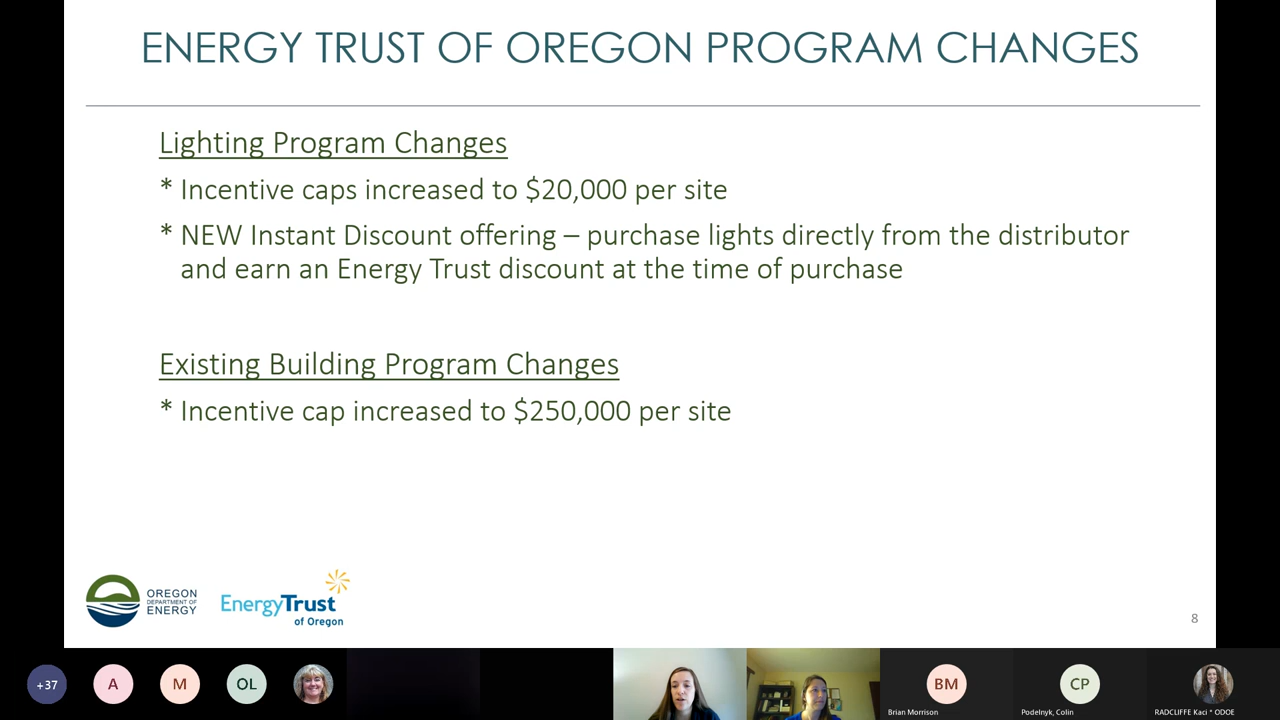 ENERGY TRUST OF OREGON PROGRAM CHANGES
Lighting Program Changes
* Incentive caps increased to $20,000 per site
* NEW Instant Discount offering – purchase lights directly from the distributor
and earn an Energy Trust discount at the time of purchase
Existing Building Program Changes
* Incentive cap increased to $250,000 per site
OREGON
DEPARTMENT OF
ENERGY
EnergyTrust
of Oregon
8
+37
A
M
OL
BM
CP
Brian Morrison
Podelnyk, Colin
RADCLIFFE Kaci * ODOE